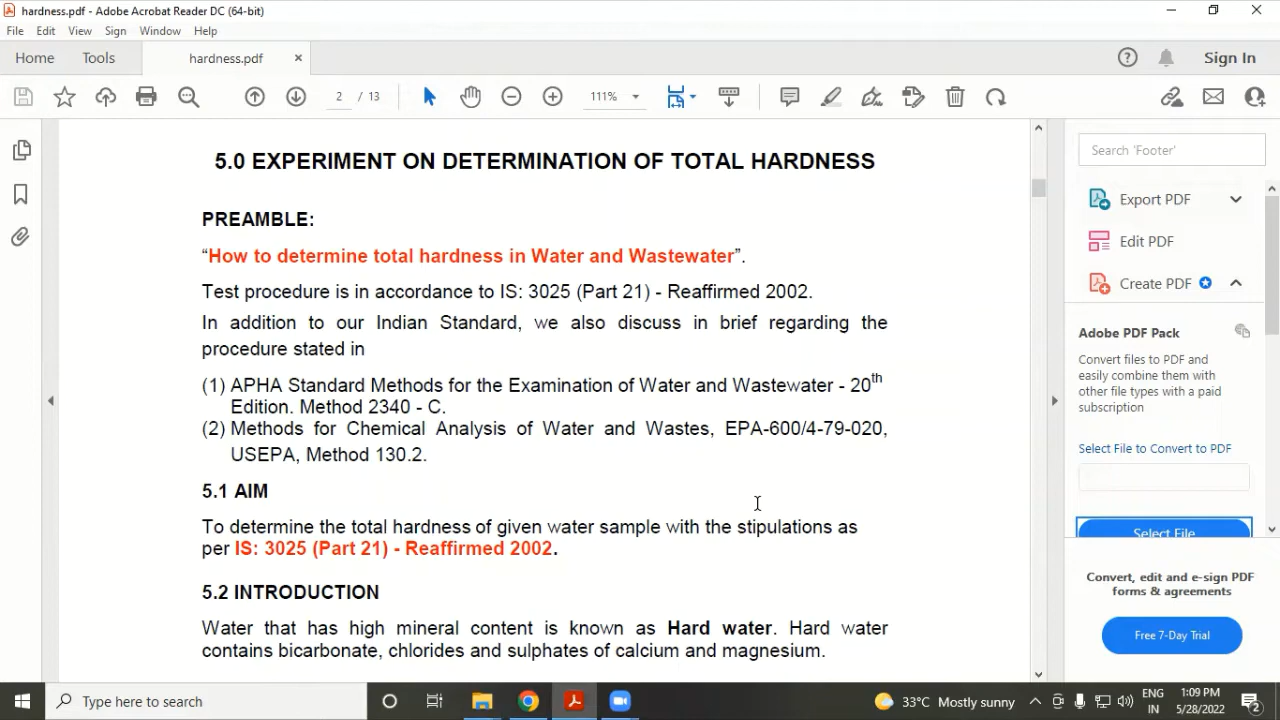 hardness.pdf - Adobe Acrobat Reader DC (64-bit)
File Edit View Sign Window Help
Home Tools hardness.pdf × Sign In
2 / 13 111%
5.0 EXPERIMENT ON DETERMINATION OF TOTAL HARDNESS
PREAMBLE:
“How to determine total hardness in Water and Wastewater”.
Test procedure is in accordance to IS: 3025 (Part 21) - Reaffirmed 2002.
In addition to our Indian Standard, we also discuss in brief regarding the
procedure stated in
(1) APHA Standard Methods for the Examination of Water and Wastewater - 20th
Edition. Method 2340 - C.
(2) Methods for Chemical Analysis of Water and Wastes, EPA-600/4-79-020,
USEPA, Method 130.2.
5.1 AIM
To determine the total hardness of given water sample with the stipulations as
per IS: 3025 (Part 21) - Reaffirmed 2002.
5.2 INTRODUCTION
Water that has high mineral content is known as Hard water. Hard water
contains bicarbonate, chlorides and sulphates of calcium and magnesium.
Search 'Footer'
Export PDF
Edit PDF
Create PDF
Adobe PDF Pack
Convert files to PDF and
easily combine them with
other file types with a paid
subscription
Select File to Convert to PDF
Select File
Convert, edit and e-sign PDF
forms & agreements
Free 7-Day Trial
Type here to search
33°C Mostly sunny
ENG
IN
1:09 PM
5/28/2022
2